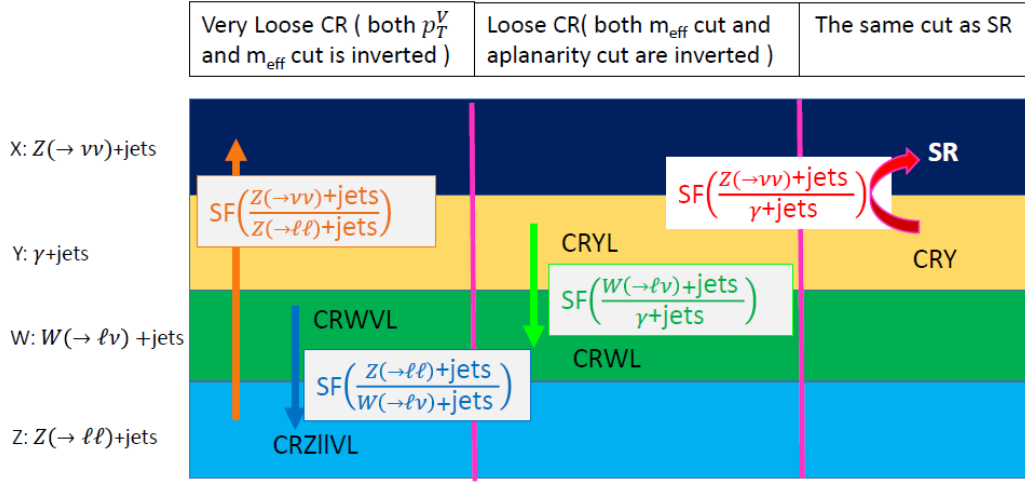 Very Loose CR ( both $p_T^V$
and m_eff cut is inverted )
Loose CR( both m_eff cut and
aplanarity cut are inverted )
The same cut as SR
X: Z(→ νν)+jets
SR
SF(Z(→νν)+jets / Z(→ℓℓ)+jets)
SF(Z(→νν)+jets / γ+jets)
Y: γ+jets
CRYL
CRY
SF(W(→ℓν)+jets / γ+jets)
W: W(→ ℓν) +jets
CRWVL
CRWL
SF(Z(→ℓℓ)+jets / W(→ℓν)+jets)
Z: Z(→ ℓℓ)+jets
CRZllVL